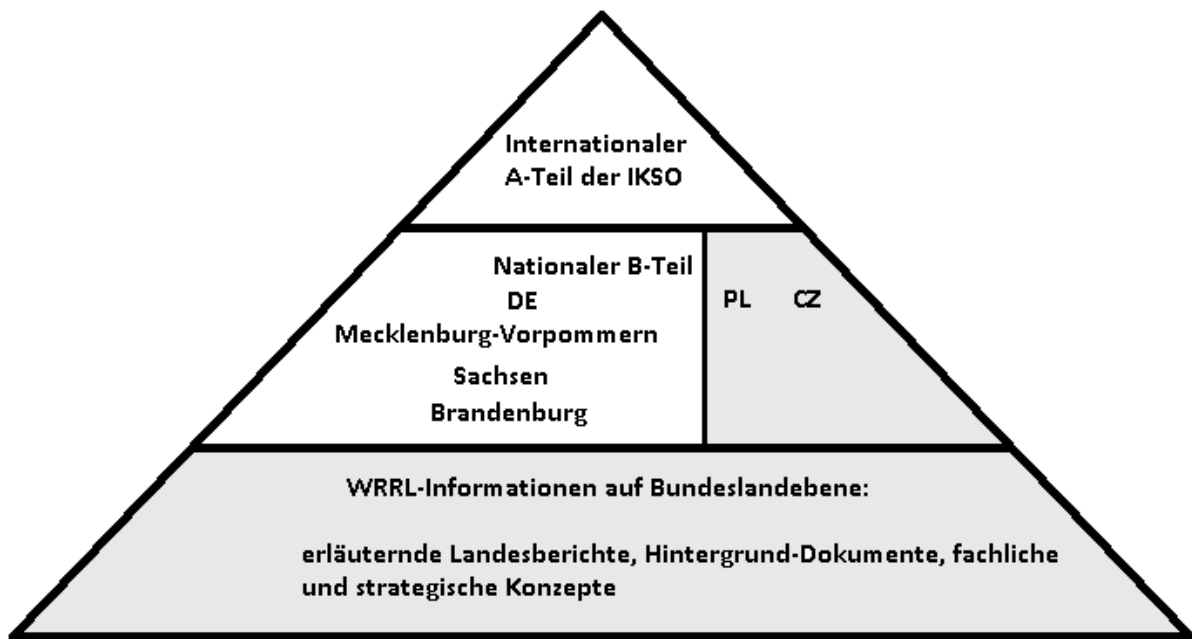 Internationaler
A-Teil der IKSO
Nationaler B-Teil
DE
Mecklenburg-Vorpommern
Sachsen
Brandenburg
PL CZ
WRRL-Informationen auf Bundeslandebene:
erläuternde Landesberichte, Hintergrund-Dokumente, fachliche
und strategische Konzepte